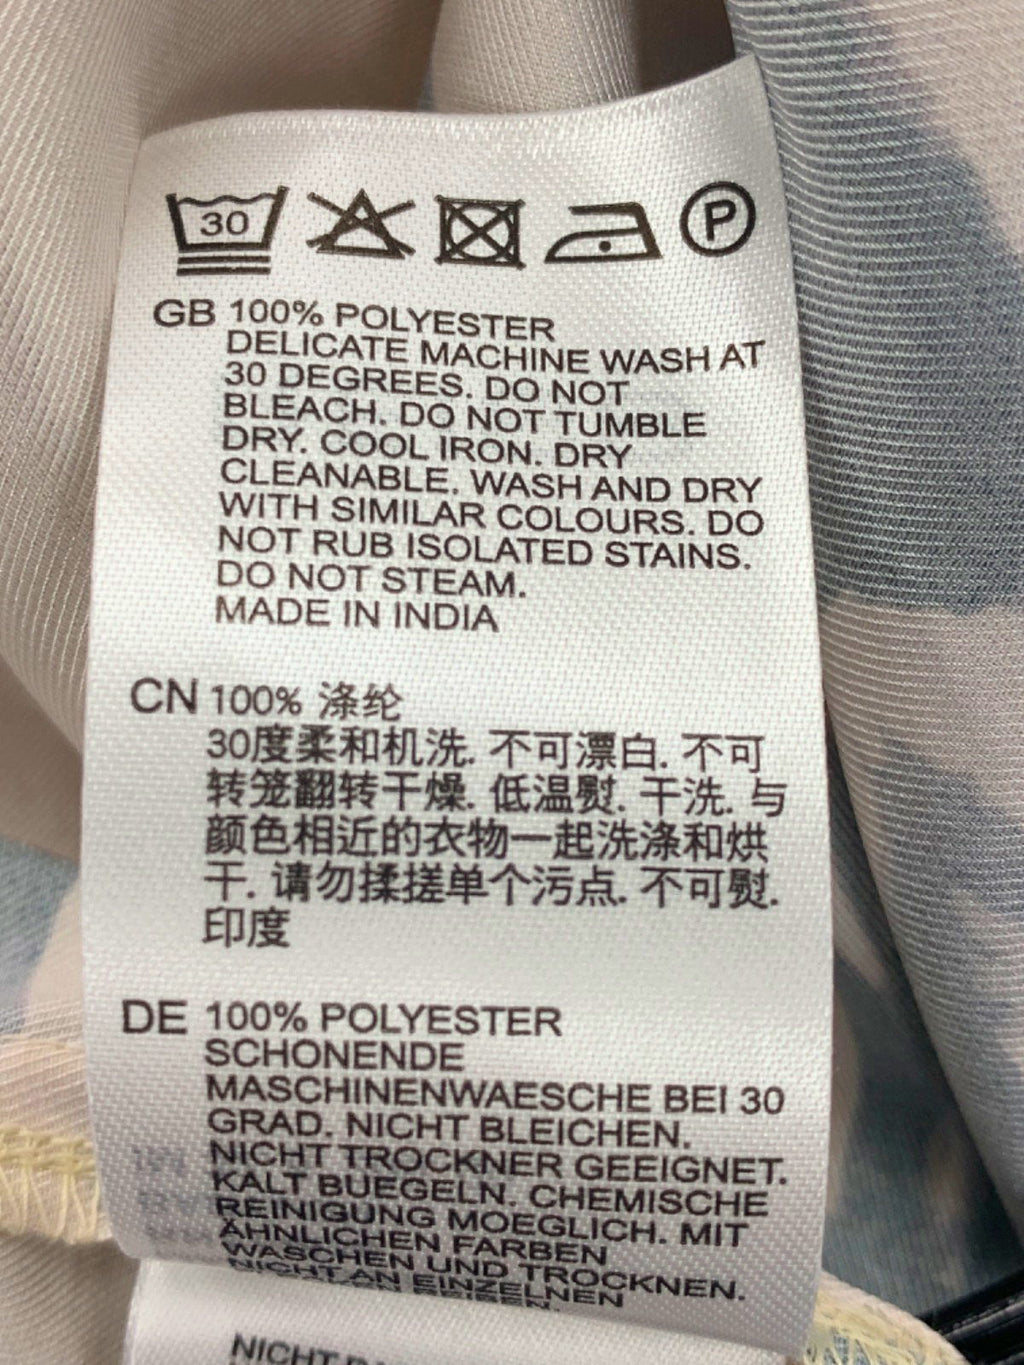 30
P
GB 100% POLYESTER
DELICATE MACHINE WASH AT
30 DEGREES. DO NOT
BLEACH. DO NOT TUMBLE
DRY. COOL IRON. DRY
CLEANABLE. WASH AND DRY
WITH SIMILAR COLOURS. DO
NOT RUB ISOLATED STAINS.
DO NOT STEAM.
MADE IN INDIA
CN 100% 涤纶
30度柔和机洗. 不可漂白. 不可
转笼翻转干燥. 低温熨. 干洗. 与
颜色相近的衣物一起洗涤和烘
干. 请勿揉搓单个污点. 不可熨.
印度
DE 100% POLYESTER
SCHONENDE
MASCHINENWAESCHE BEI 30
GRAD. NICHT BLEICHEN.
NICHT TROCKNER GEEIGNET.
KALT BUEGELN. CHEMISCHE
REINIGUNG MOEGLICH. MIT
ÄHNLICHEN FARBEN
WASCHEN UND TROCKNEN.
NICHT AN EINZELNEN
NICHT